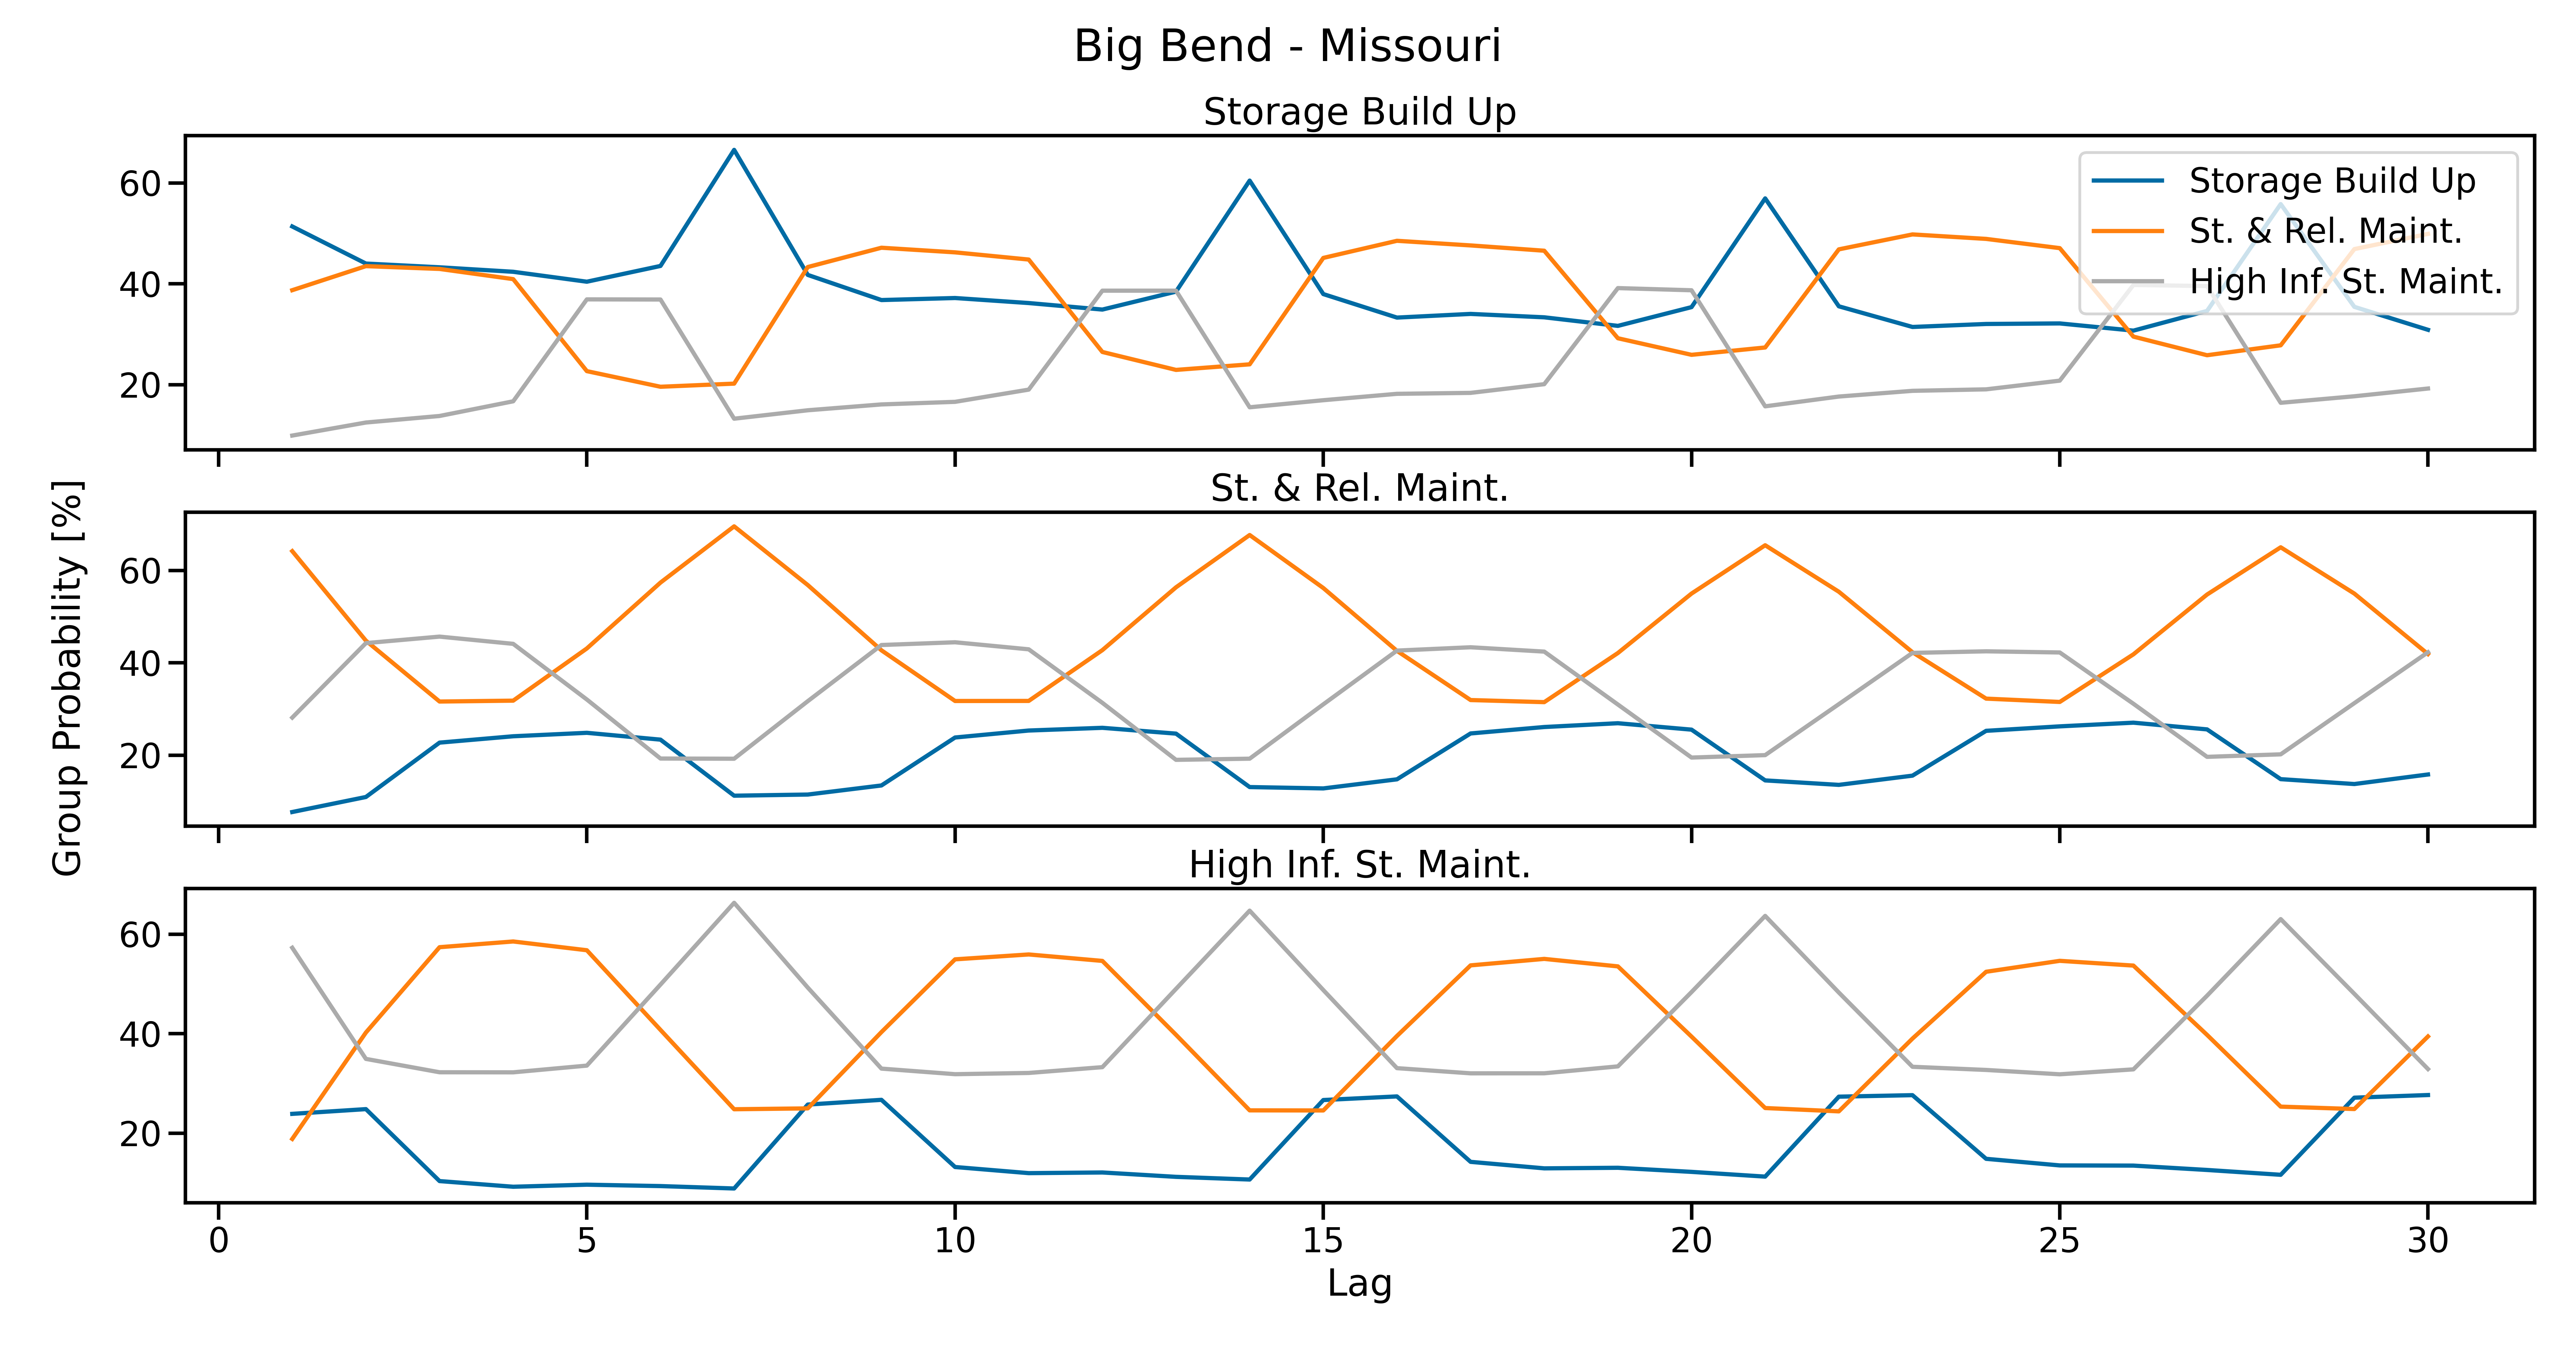 Big Bend - Missouri
Storage Build Up
60
40
20
Storage Build Up
St. & Rel. Maint.
High Inf. St. Maint.
St. & Rel. Maint.
Group Probability [%]
60
40
20
High Inf. St. Maint.
60
40
20
0 5 10 15 20 25 30
Lag